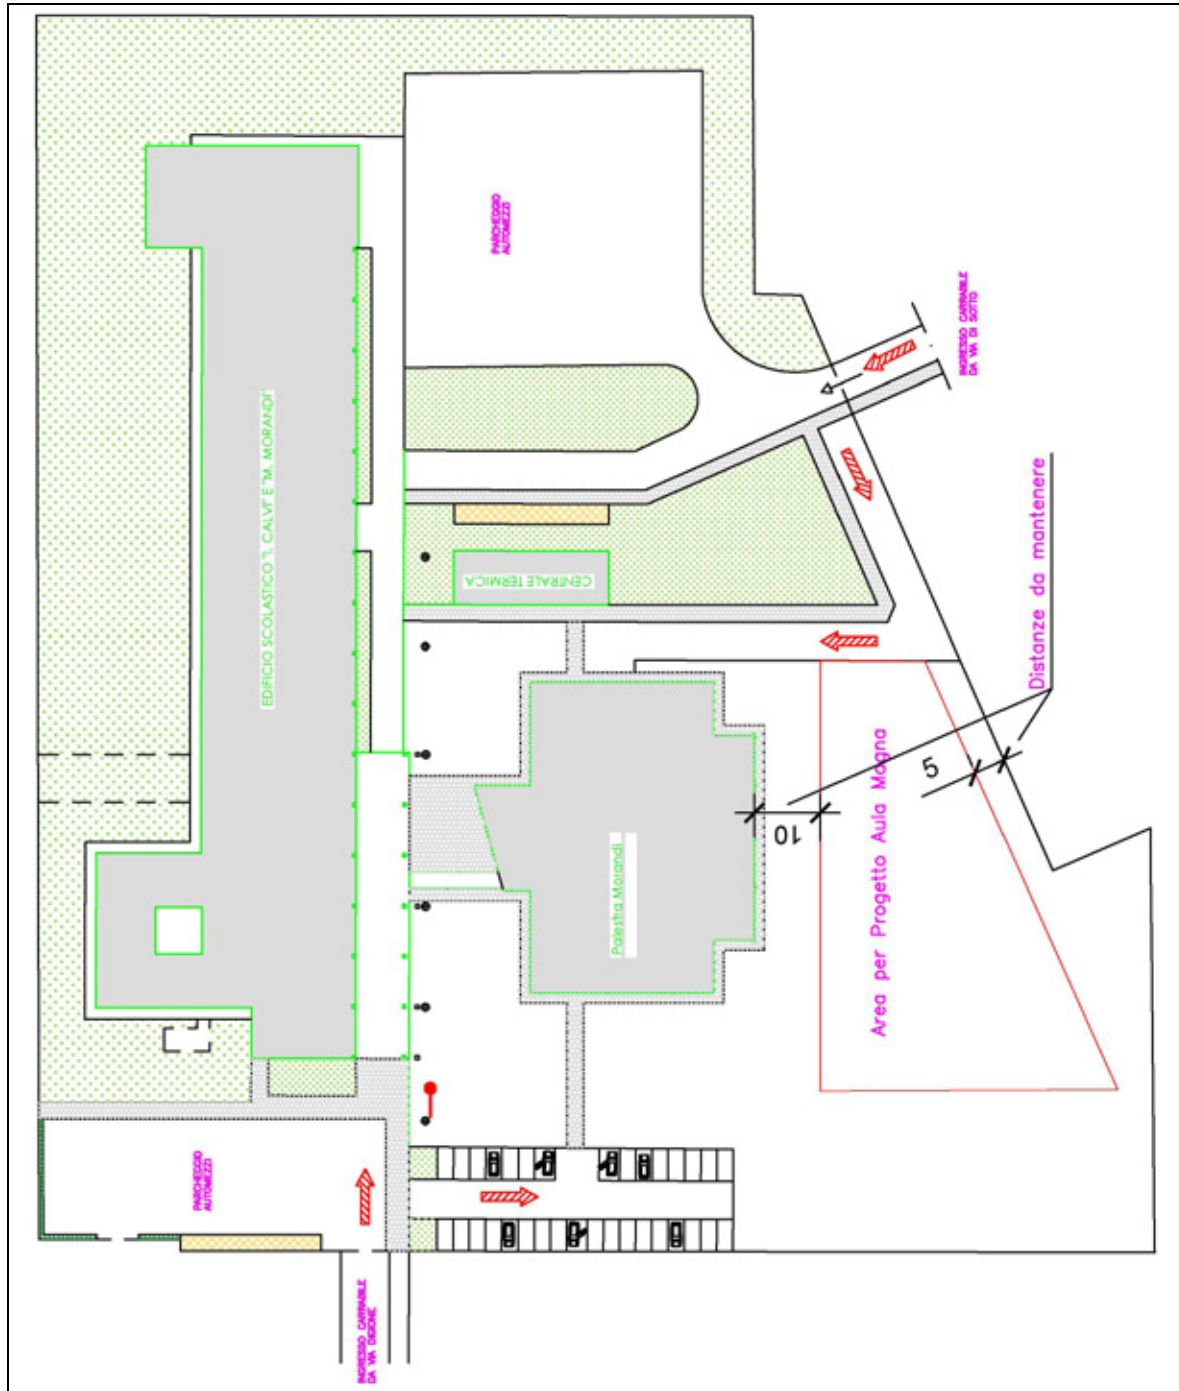 PARCHEGGIO
AUTOMEZZI
INGRESSO CARRABILE
DA VIA DI SOTTO
EDIFICIO SCOLASTICO "I. CALVI" E "M. MORANDI"
CENTRALE TERMICA
Distanze da mantenere
5
10
Palestra Morandi
Area per Progetto Aula Magna
PARCHEGGIO
AUTOMEZZI
INGRESSO CARRABILE
DA VIA DIGIONE